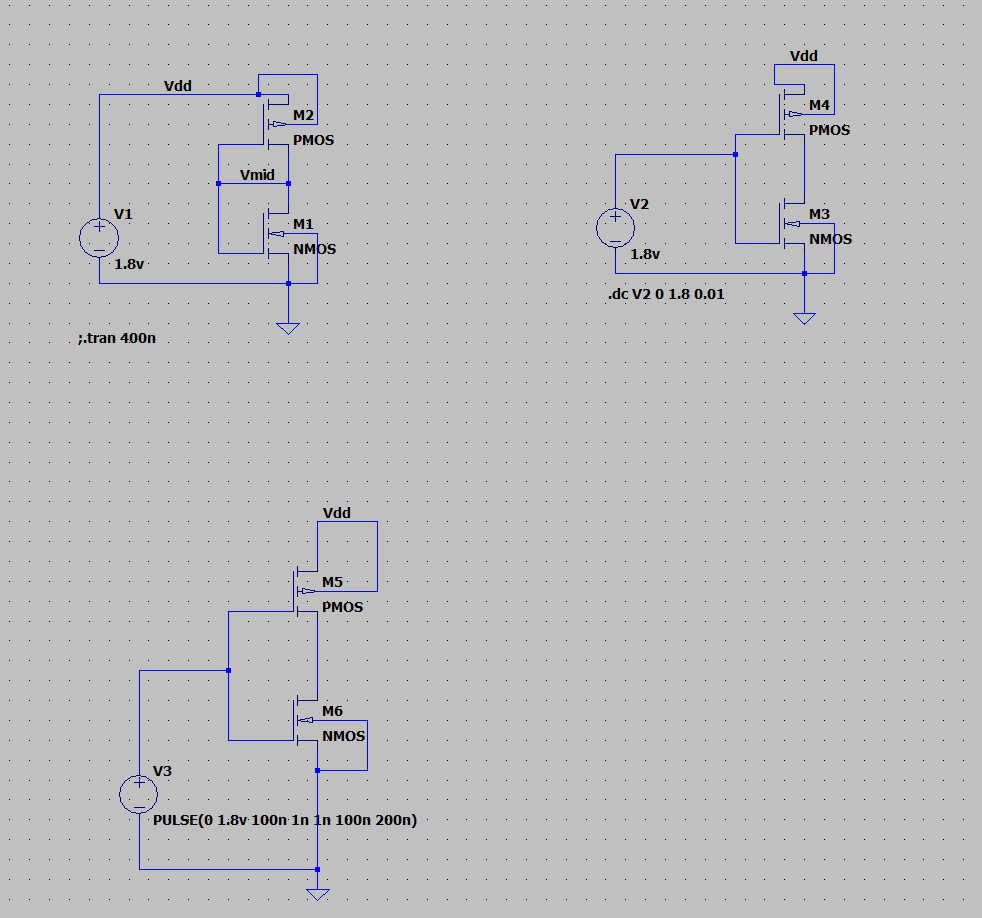 Vdd
M2
PMOS
Vmid
V1
M1
NMOS
1.8v
;.tran 400n
Vdd
M4
PMOS
V2
M3
NMOS
1.8v
.dc V2 0 1.8 0.01
Vdd
M5
PMOS
M6
NMOS
V3
PULSE(0 1.8v 100n 1n 1n 100n 200n)